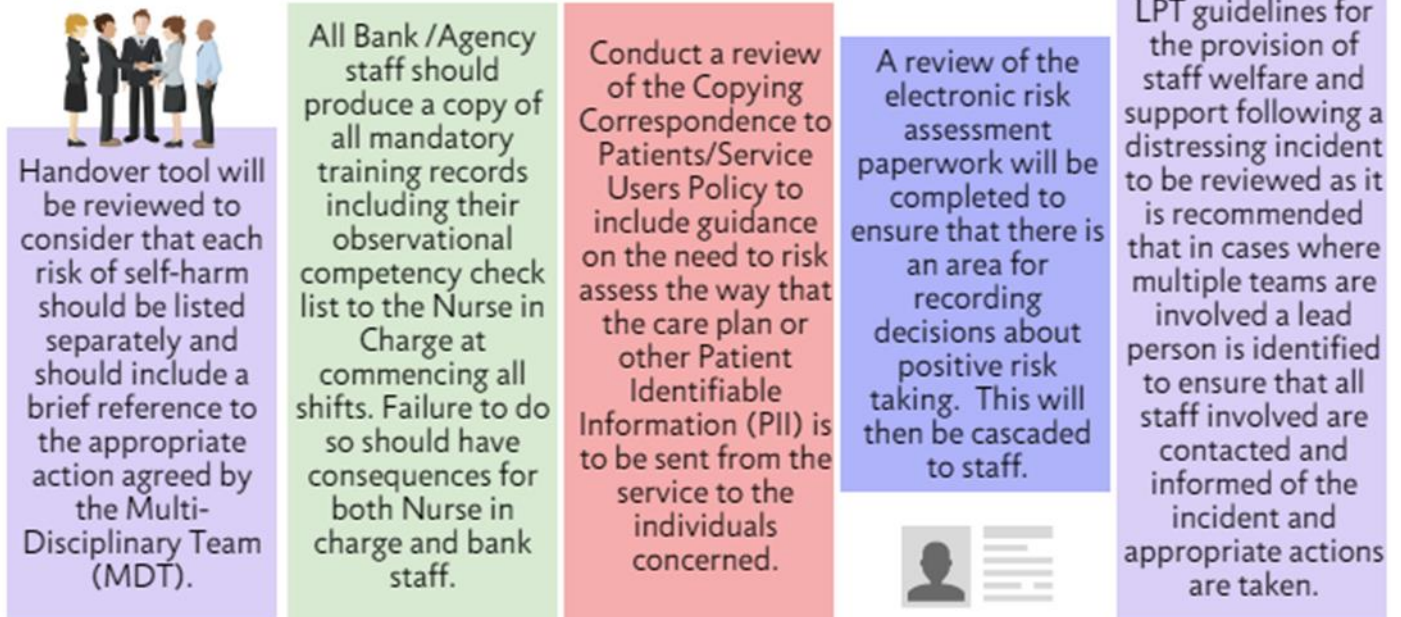 Handover tool will
be reviewed to
consider that each
risk of self-harm
should be listed
separately and
should include a
brief reference to
the appropriate
action agreed by
the Multi-
Disciplinary Team
(MDT).
All Bank /Agency
staff should
produce a copy of
all mandatory
training records
including their
observational
competency check
list to the Nurse in
Charge at
commencing all
shifts. Failure to do
so should have
consequences for
both Nurse in
charge and bank
staff.
Conduct a review
of the Copying
Correspondence to
Patients/Service
Users Policy to
include guidance
on the need to risk
assess the way that
the care plan or
other Patient
Identifiable
Information (PII) is
to be sent from the
service to the
individuals
concerned.
A review of the
electronic risk
assessment
paperwork will be
completed to
ensure that there is
an area for
recording
decisions about
positive risk
taking.  This will
then be cascaded
to staff.
LPT guidelines for
the provision of
staff welfare and
support following a
distressing incident
to be reviewed as it
is recommended
that in cases where
multiple teams are
involved a lead
person is identified
to ensure that all
staff involved are
contacted and
informed of the
incident and
appropriate actions
are taken.